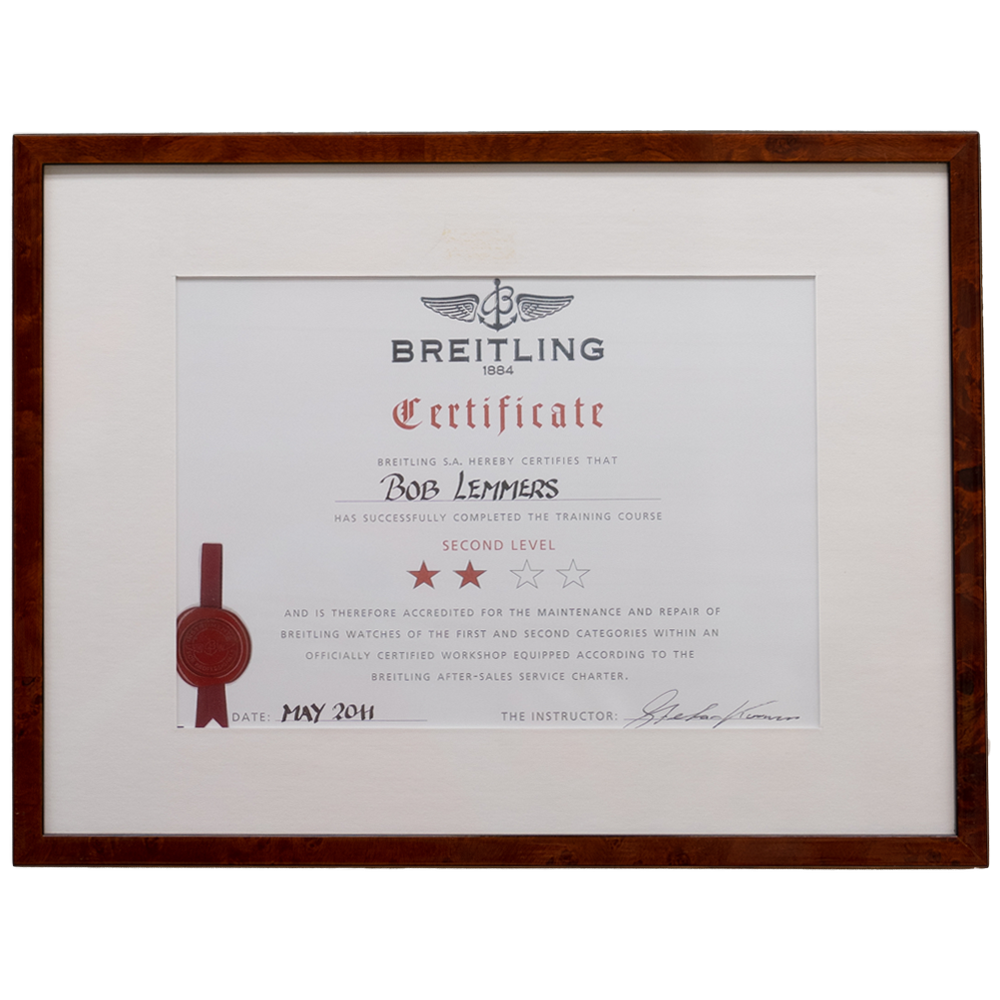 BREITLING
1884
Certificate
BREITLING S.A. HEREBY CERTIFIES THAT
BOB LEMMERS
HAS SUCCESSFULLY COMPLETED THE TRAINING COURSE
SECOND LEVEL
AND IS THEREFORE ACCREDITED FOR THE MAINTENANCE AND REPAIR OF
BREITLING WATCHES OF THE FIRST AND SECOND CATEGORIES WITHIN AN
OFFICIALLY CERTIFIED WORKSHOP EQUIPPED ACCORDING TO THE
BREITLING AFTER-SALES SERVICE CHARTER.
DATE: MAY 2011 THE INSTRUCTOR: